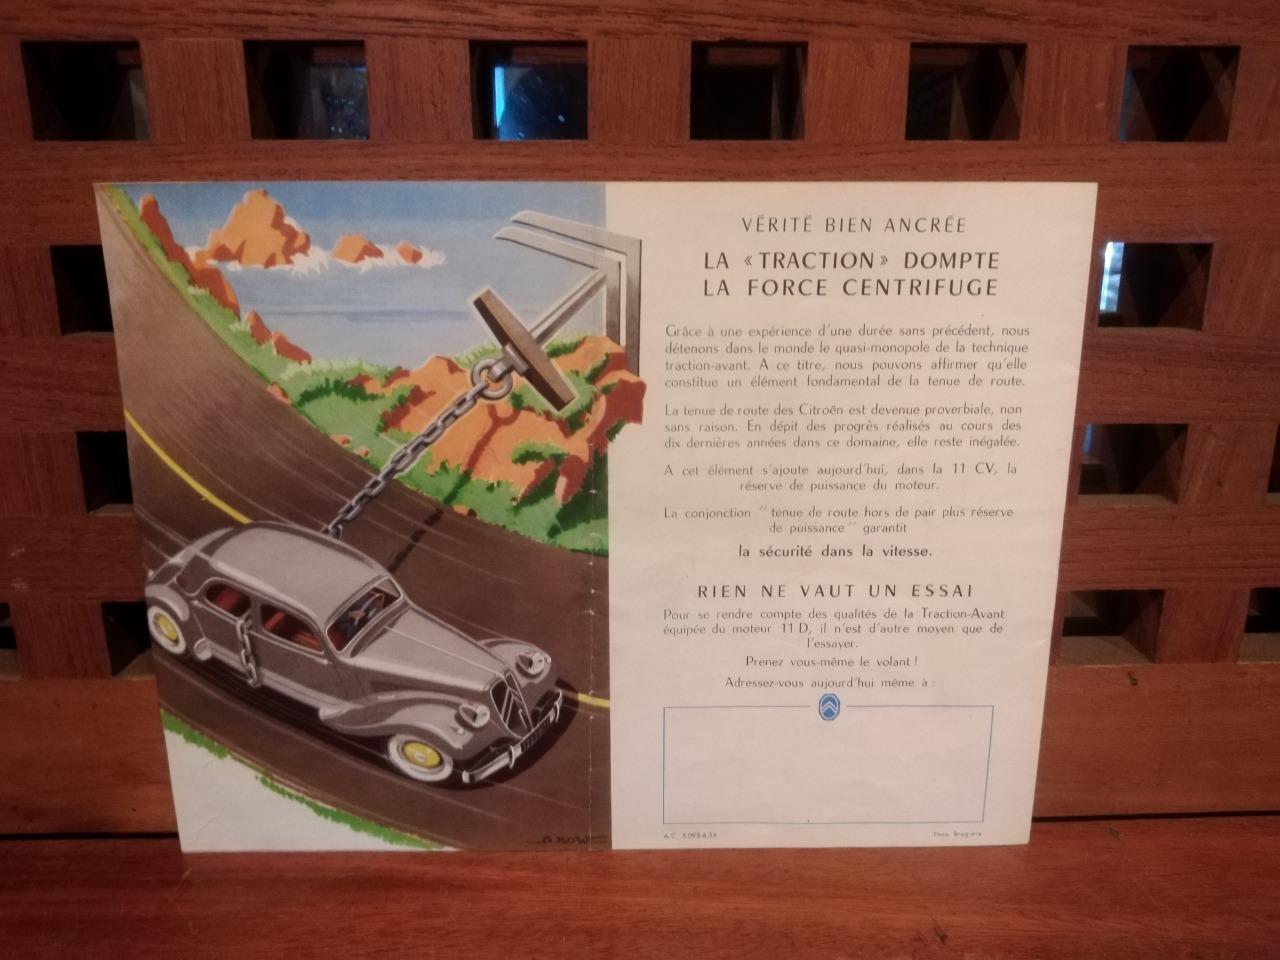 VÉRITÉ BIEN ANCRÉE
LA « TRACTION » DOMPTE
LA FORCE CENTRIFUGE
Grâce à une expérience d'une durée sans précédent, nous
détenons dans le monde le quasi-monopole de la technique
traction-avant. A ce titre, nous pouvons affirmer qu'elle
constitue un élément fondamental de la tenue de route.
La tenue de route des Citroën est devenue proverbiale, non
sans raison. En dépit des progrès réalisés au cours des
dix dernières années dans ce domaine, elle reste inégalée.
A cet élément s'ajoute aujourd'hui, dans la 11 CV, la
réserve de puissance du moteur.
La conjonction " tenue de route hors de pair plus réserve
de puissance " garantit
la sécurité dans la vitesse.
RIEN NE VAUT UN ESSAI
Pour se rendre compte des qualités de la Traction-Avant
équipée du moteur 11 D, il n'est d'autre moyen que de
l'essayer.
Prenez vous-même le volant !
Adressez-vous aujourd'hui même à :